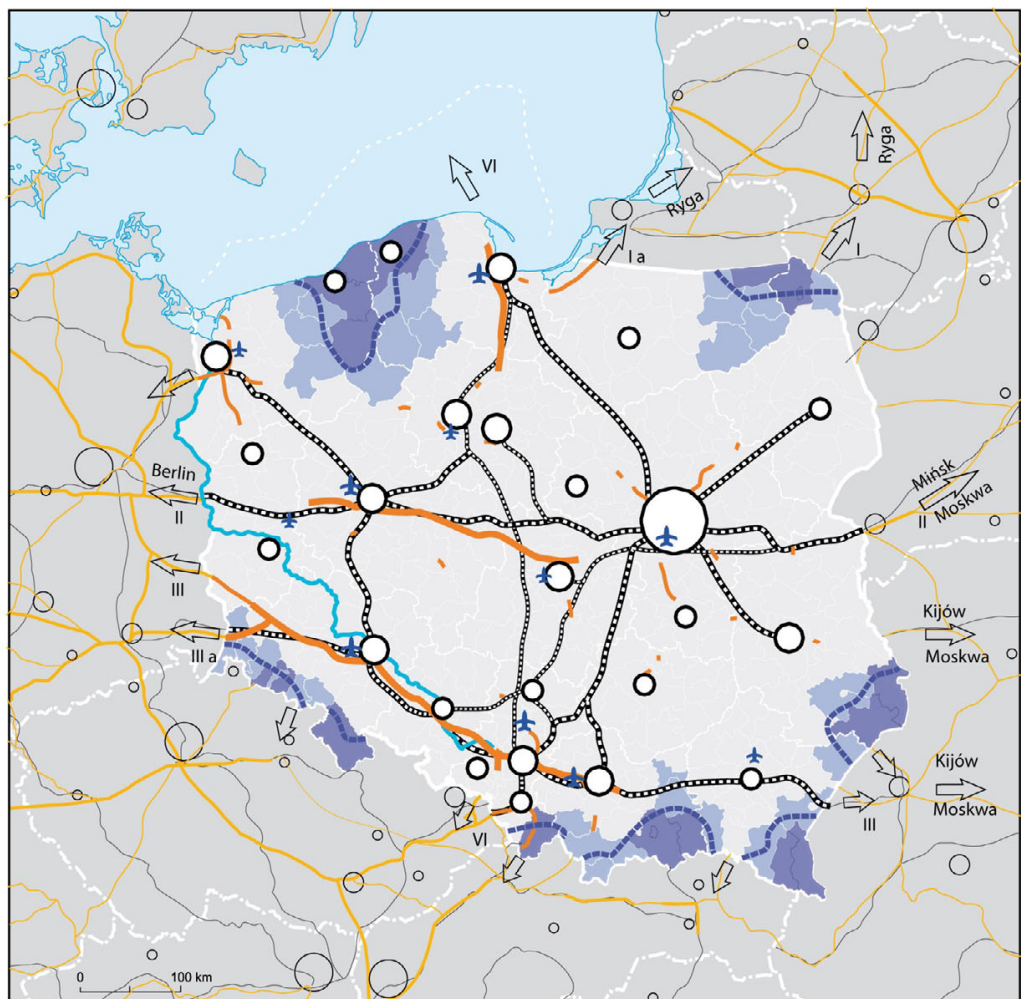 VI
Ryga
Ryga
I a
I
Berlin
II
Mińsk
II
Moskwa
III
III a
Kijów
Moskwa
Kijów
Moskwa
III
VI
0
100 km